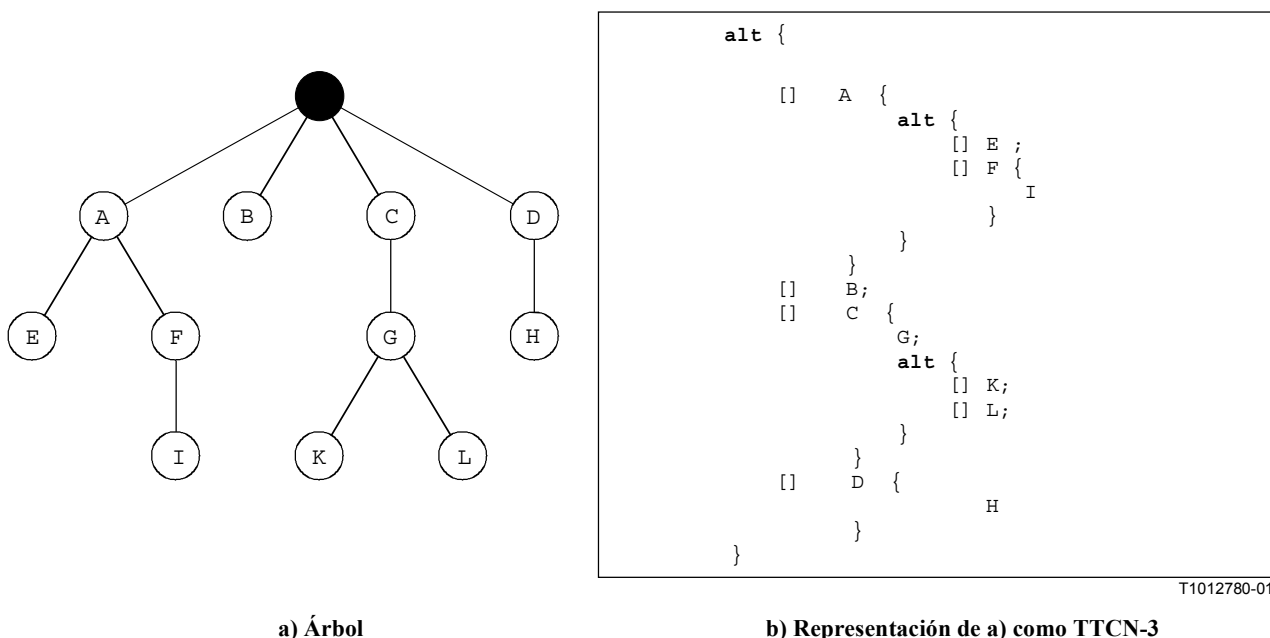 A
B
C
D
E
F
G
H
I
K
L
alt {
[] A {
alt {
[] E ;
[] F {
I
}
}
}
[] B;
[] C {
G;
alt {
[] K;
[] L;
}
}
[] D {
H
}
}
T1012780-01
a) Árbol
b) Representación de a) como TTCN-3